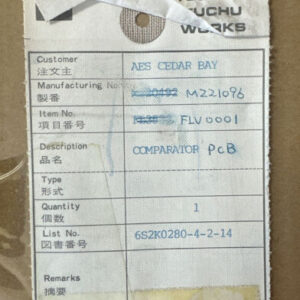 UCHU
WORKS
Customer
注文主 AES CEDAR BAY
Manufacturing No
製番 M221096
Item No.
項目番号 FLV0001
Description
品名 COMPARATOR PCB
Type
形式
Quantity
個数 1
List No.
図書番号 6S2K0280-4-2-14
Remarks
摘要